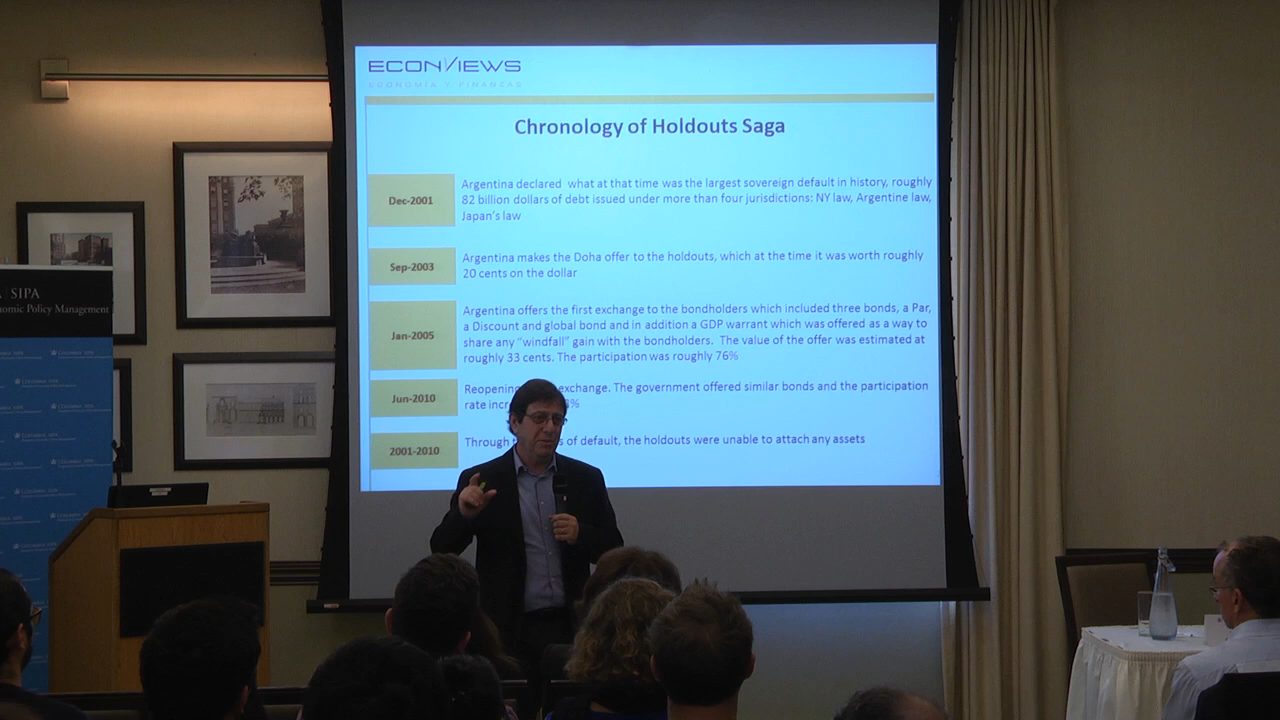 ECONVIEWS
ECONOMIA Y FINANZAS
Chronology of Holdouts Saga
Dec-2001
Argentina declared what at that time was the largest sovereign default in history, roughly
82 billion dollars of debt issued under more than four jurisdictions: NY law, Argentine law,
Japan's law
Sep-2003
Argentina makes the Doha offer to the holdouts, which at the time it was worth roughly
20 cents on the dollar
Jan-2005
Argentina offers the first exchange to the bondholders which included three bonds, a Par,
a Discount and global bond and in addition a GDP warrant which was offered as a way to
share any "windfall" gain with the bondholders. The value of the offer was estimated at
roughly 33 cents. The participation was roughly 76%
Jun-2010
Reopening exchange. The government offered similar bonds and the participation
rate
2001-2010
Through of default, the holdouts were unable to attach any assets
SIPA
Economic Policy Management
COLUMBIA SIPA